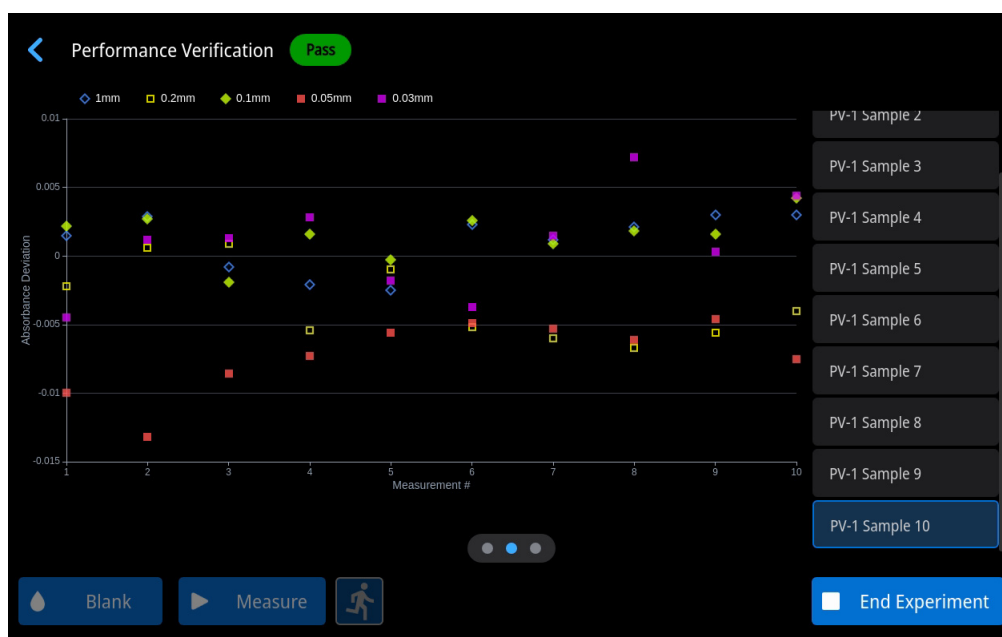 Performance Verification Pass
1mm 0.2mm 0.1mm 0.05mm 0.03mm
0.01
0.005
0
-0.005
-0.01
-0.015
Absorbance Deviation
1 2 3 4 5 6 7 8 9 10
Measurement #
PV-1 Sample 2
PV-1 Sample 3
PV-1 Sample 4
PV-1 Sample 5
PV-1 Sample 6
PV-1 Sample 7
PV-1 Sample 8
PV-1 Sample 9
PV-1 Sample 10
Blank
Measure
End Experiment